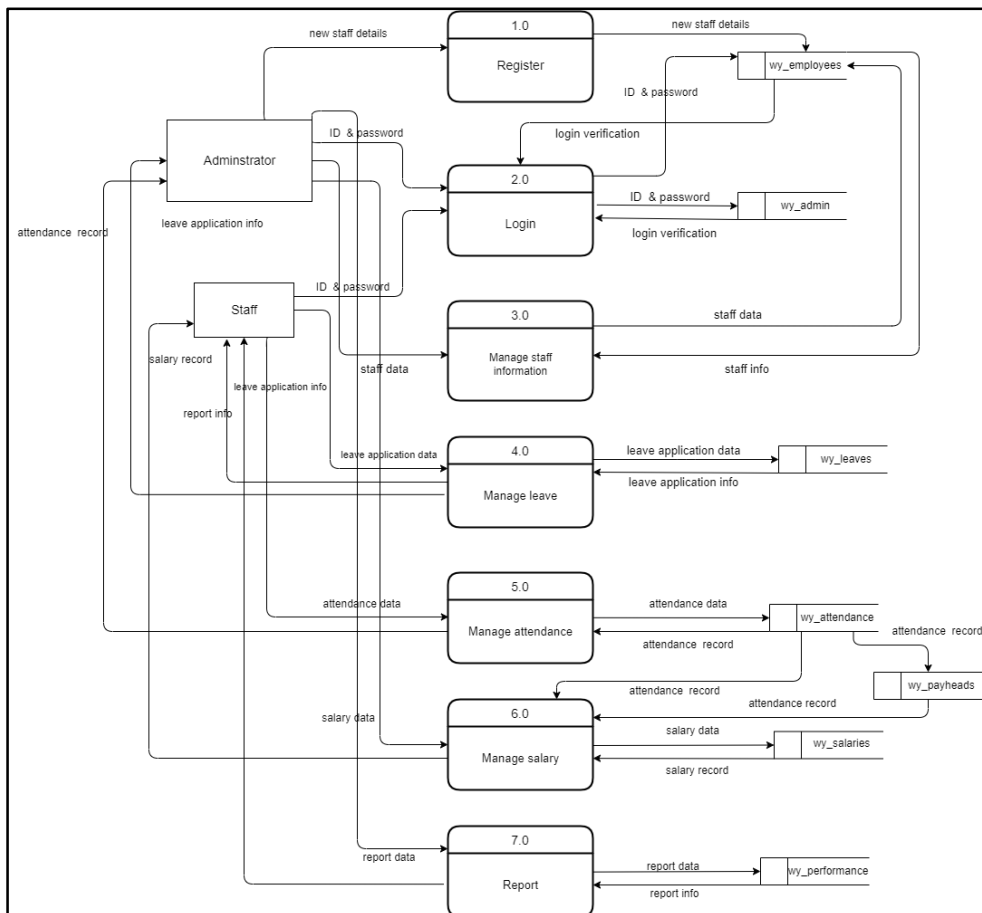 new staff details
1.0
new staff details
Register
wy_employees
ID & password
ID & password
login verification
Adminstrator
2.0
ID & password
wy_admin
leave application info
Login
attendance record
login verification
ID & password
Staff
3.0
staff data
salary record
Manage staff
information
staff data
staff info
leave application info
report info
leave application data
4.0
leave application data
wy_leaves
leave application info
Manage leave
5.0
attendance data
attendance data
wy_attendance
attendance record
Manage attendance
attendance record
wy_payheads
attendance record
attendance record
6.0
salary data
salary data
wy_salaries
Manage salary
salary record
7.0
report data
report data
wy_performance
Report
report info